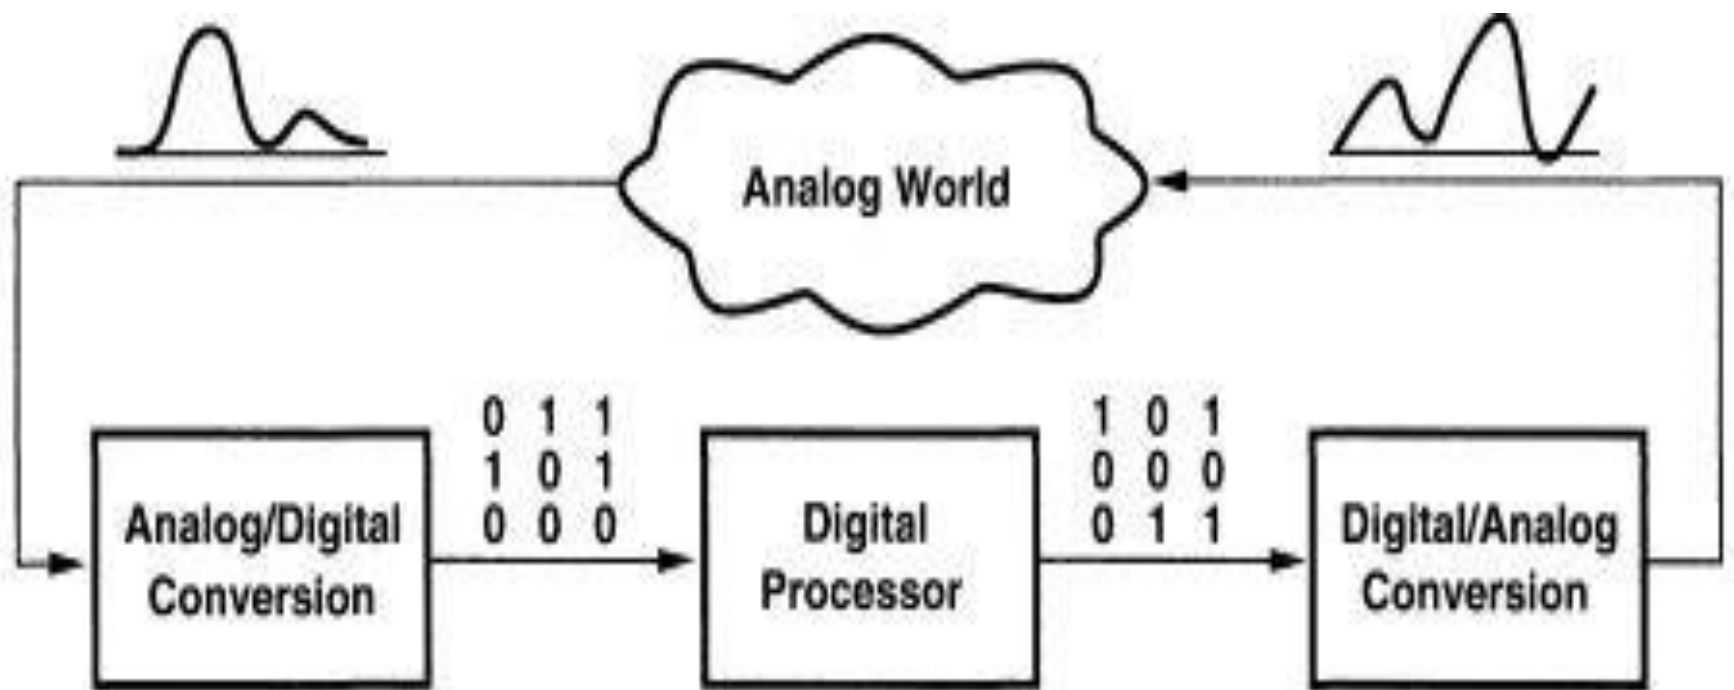 Analog World
0 1 1
1 0 1
0 0 0
1 0 1
0 0 0
0 1 1
Analog/Digital
Conversion
Digital
Processor
Digital/Analog
Conversion